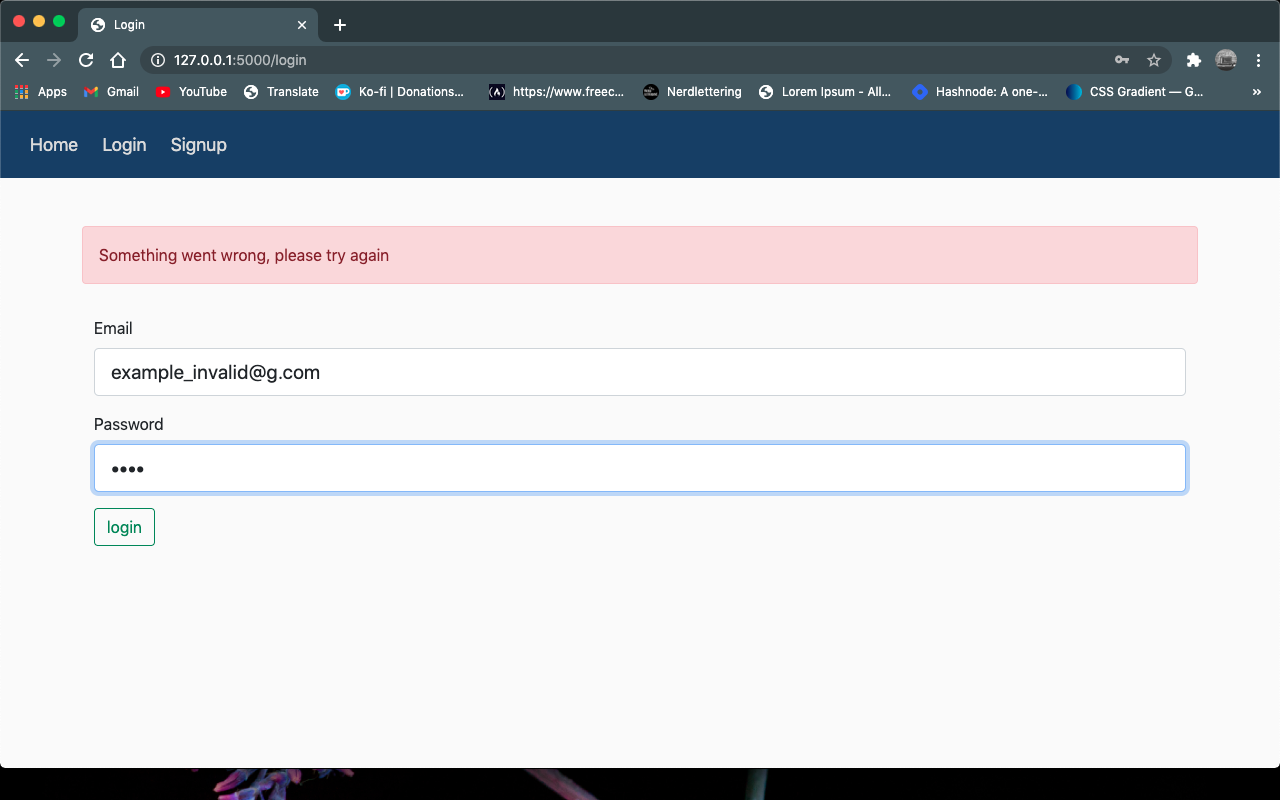 Login
127.0.0.1:5000/login
Apps Gmail YouTube Translate Ko-fi | Donations... https://www.freec... Nerdlettering Lorem Ipsum - All... Hashnode: A one-... CSS Gradient — G... »
Home Login Signup
Something went wrong, please try again
Email
example_invalid@g.com
Password
••••
login